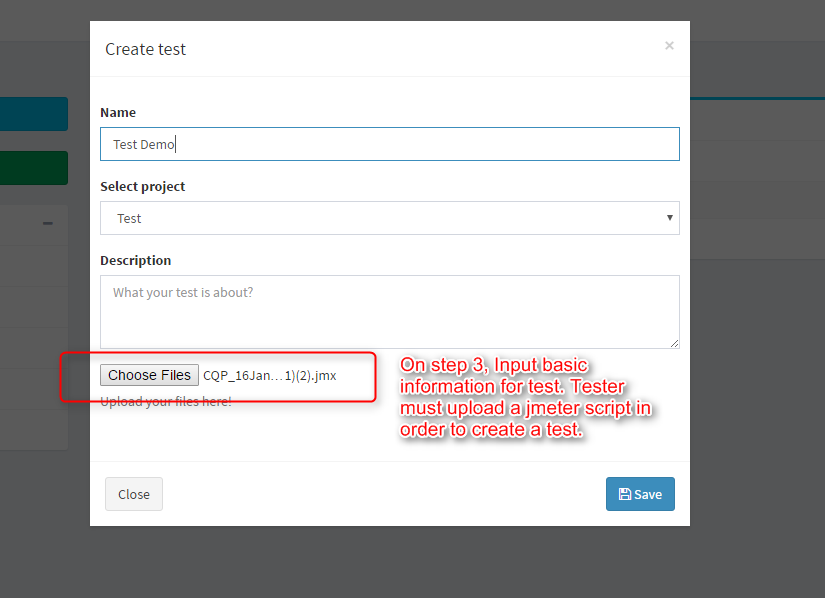 Create test
×
Name
Test Demo
Select project
Test
Description
What your test is about?
Choose Files CQP_16Jan…1)(2).jmx
Upload your files here!
On step 3, Input basic
information for test. Tester
must upload a jmeter script in
order to create a test.
Close
Save